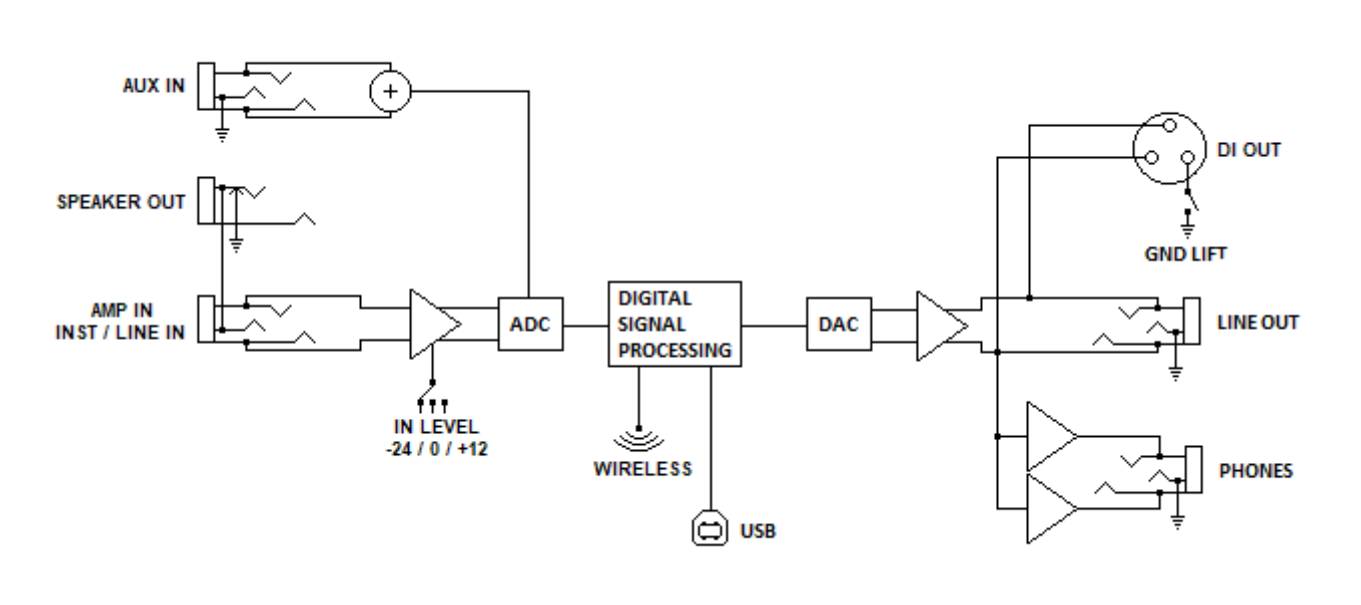 AUX IN
SPEAKER OUT
AMP IN
INST / LINE IN
IN LEVEL
-24 / 0 / +12
ADC
DIGITAL
SIGNAL
PROCESSING
WIRELESS
USB
DAC
DI OUT
GND LIFT
LINE OUT
PHONES